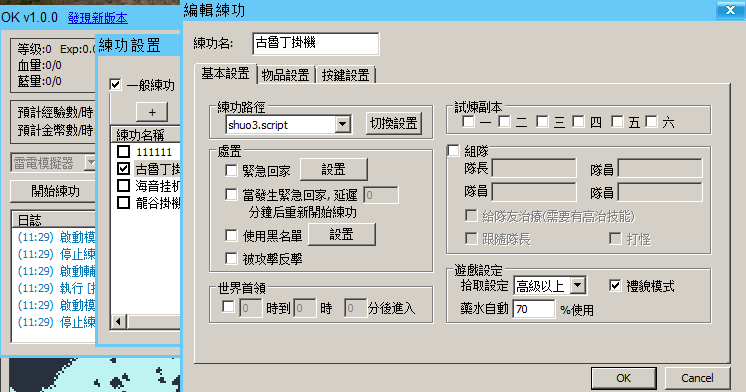 OK v1.0.0 發現新版本
等级:0 Exp:0.0
血量:0/0
藍量:0/0
預計經驗數/時
預計金幣數/時
雷電模擬器
開始練功
日誌
(11:29) 啟動模
(11:29) 停止練
(11:29) 啟動輔
(11:29) 執行 [持
(11:29) 啟動模
(11:29) 停止練
練功設置
一般練功
+
練功名稱
111111
古魯丁掛
海音挂机
龍谷掛機
編輯練功
X
練功名: 古魯丁掛機
基本設置 物品設置 按鍵設置
練功路徑
shuo3.script 切換設置
處置
緊急回家 設置
當發生緊急回家, 延遲 0
分鐘后重新開始練功
使用黑名單 設置
被攻擊反擊
世界首領
0 時到 0 時 0 分後進入
試煉副本
一 二 三 四 五 六
組隊
隊長 隊員
隊員 隊員
给隊友治療(需要有高治技能)
跟隨隊長 打怪
遊戲設定
拾取設定 高級以上 禮貌模式
藥水自動 70 %使用
OK Cancel